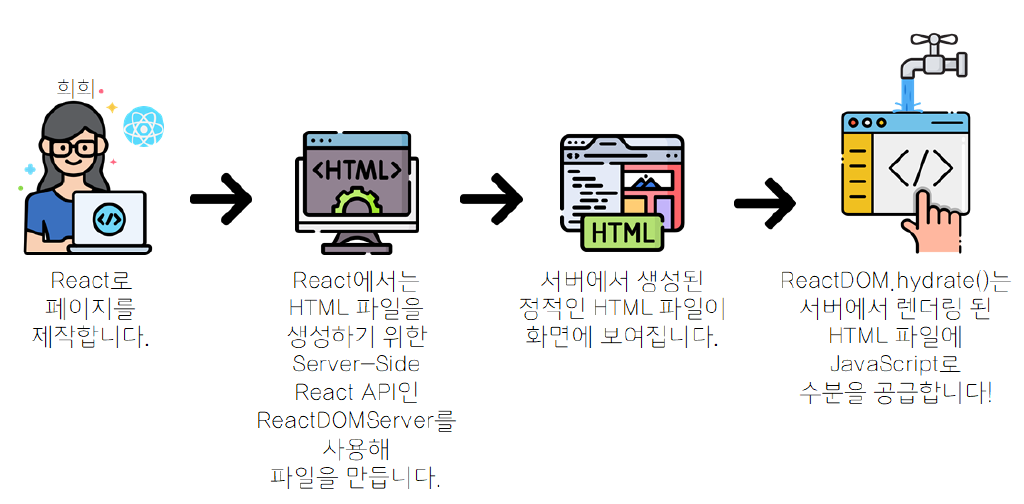 희희
</>
<HTML>
HTML
React로
페이지를
제작합니다.
React에서는
HTML 파일을
생성하기 위한
Server-Side
React API인
ReactDOMServer를
사용해
파일을 만듭니다.
서버에서 생성된
정적인 HTML 파일이
화면에 보여집니다.
</>
ReactDOM.hydrate()는
서버에서 렌더링 된
HTML 파일에
JavaScript로
수분을 공급합니다!